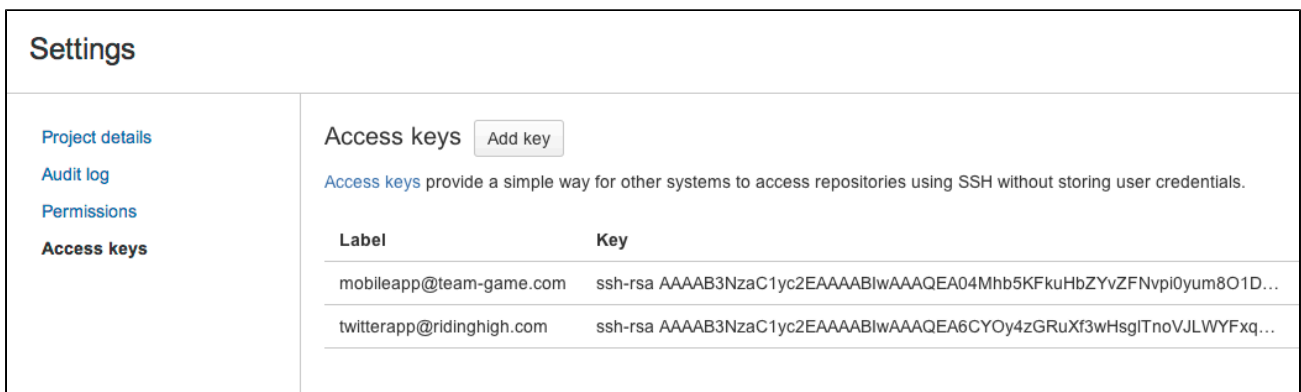 Settings
Project details
Audit log
Permissions
Access keys
Access keys Add key
Access keys provide a simple way for other systems to access repositories using SSH without storing user credentials.
Label Key
mobileapp@team-game.com ssh-rsa AAAAB3NzaC1yc2EAAAABIwAAAQEA04Mhb5KFkuHbZYvZFNvpi0yum8O1D...
twitterapp@ridinghigh.com ssh-rsa AAAAB3NzaC1yc2EAAAABIwAAAQEA6CYOy4zGRuXf3wHsglTnoVJLWYFxq...